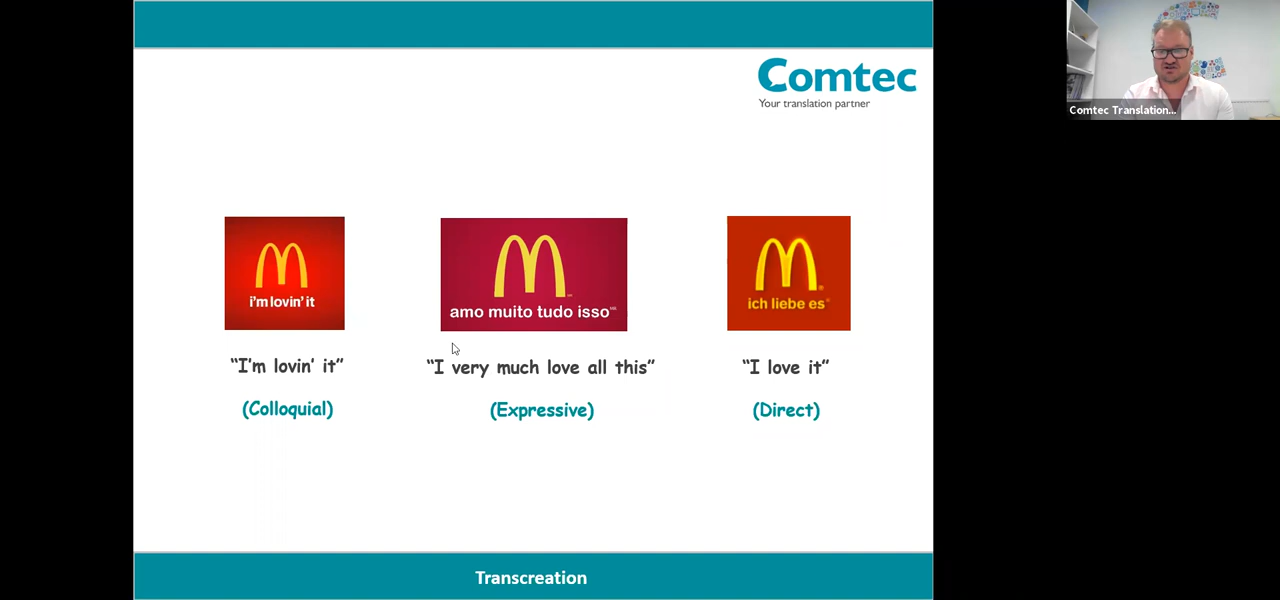 Comtec
Your translation partner
Comtec Translation...
i'm lovin' it
amo muito tudo isso
ich liebe es®
“I'm lovin' it”
“I very much love all this”
“I love it”
(Colloquial)
(Expressive)
(Direct)
Transcreation